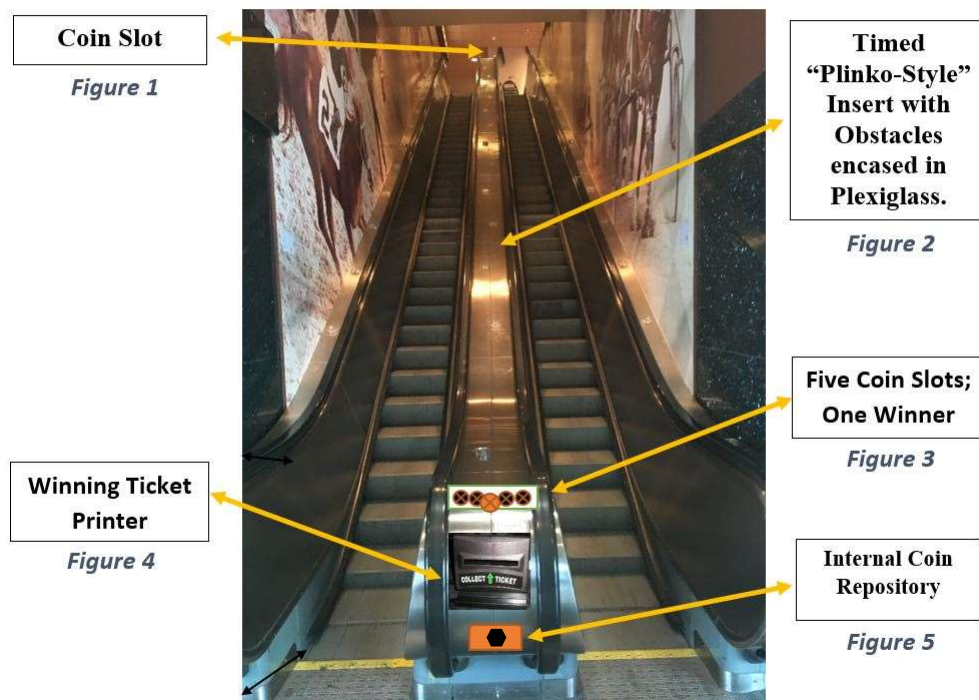 Coin Slot
Figure 1
Timed
“Plinko-Style”
Insert with
Obstacles
encased in
Plexiglass.
Figure 2
Five Coin Slots;
One Winner
Figure 3
Winning Ticket
Printer
Figure 4
COLLECT TICKET
Internal Coin
Repository
Figure 5